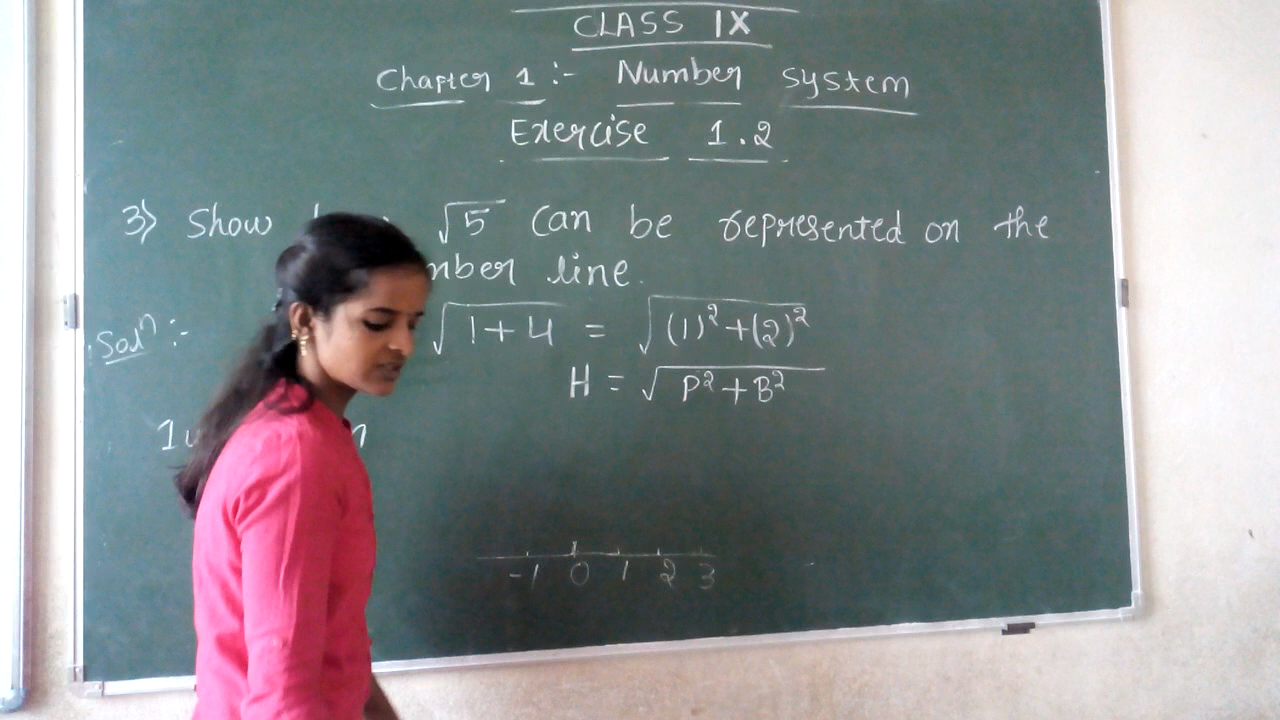 CLASS IX
Chapter 1 :- Number system
Exercise 1.2
3) Show √5 can be represented on the
line.
Solⁿ :- √1+4 = √(1)²+(2)²
H = √P²+B²
-1 0 1 2 3